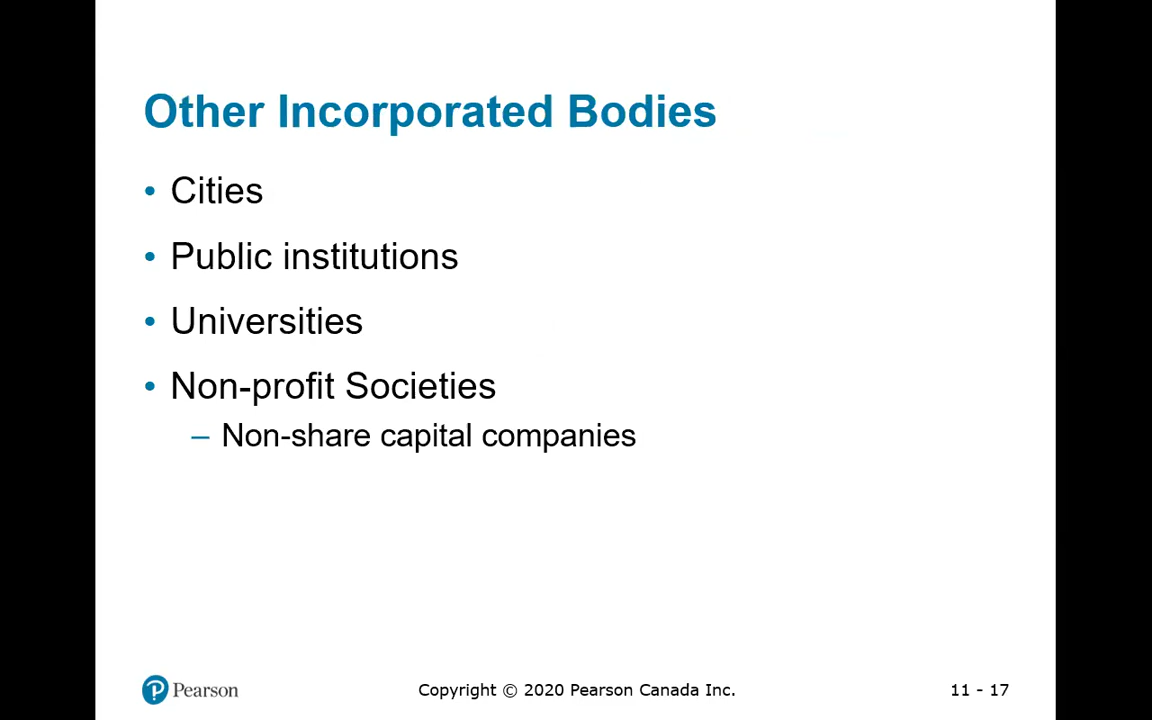 Other Incorporated Bodies
• Cities
• Public institutions
• Universities
• Non-profit Societies
– Non-share capital companies
Pearson
Copyright © 2020 Pearson Canada Inc.
11 - 17